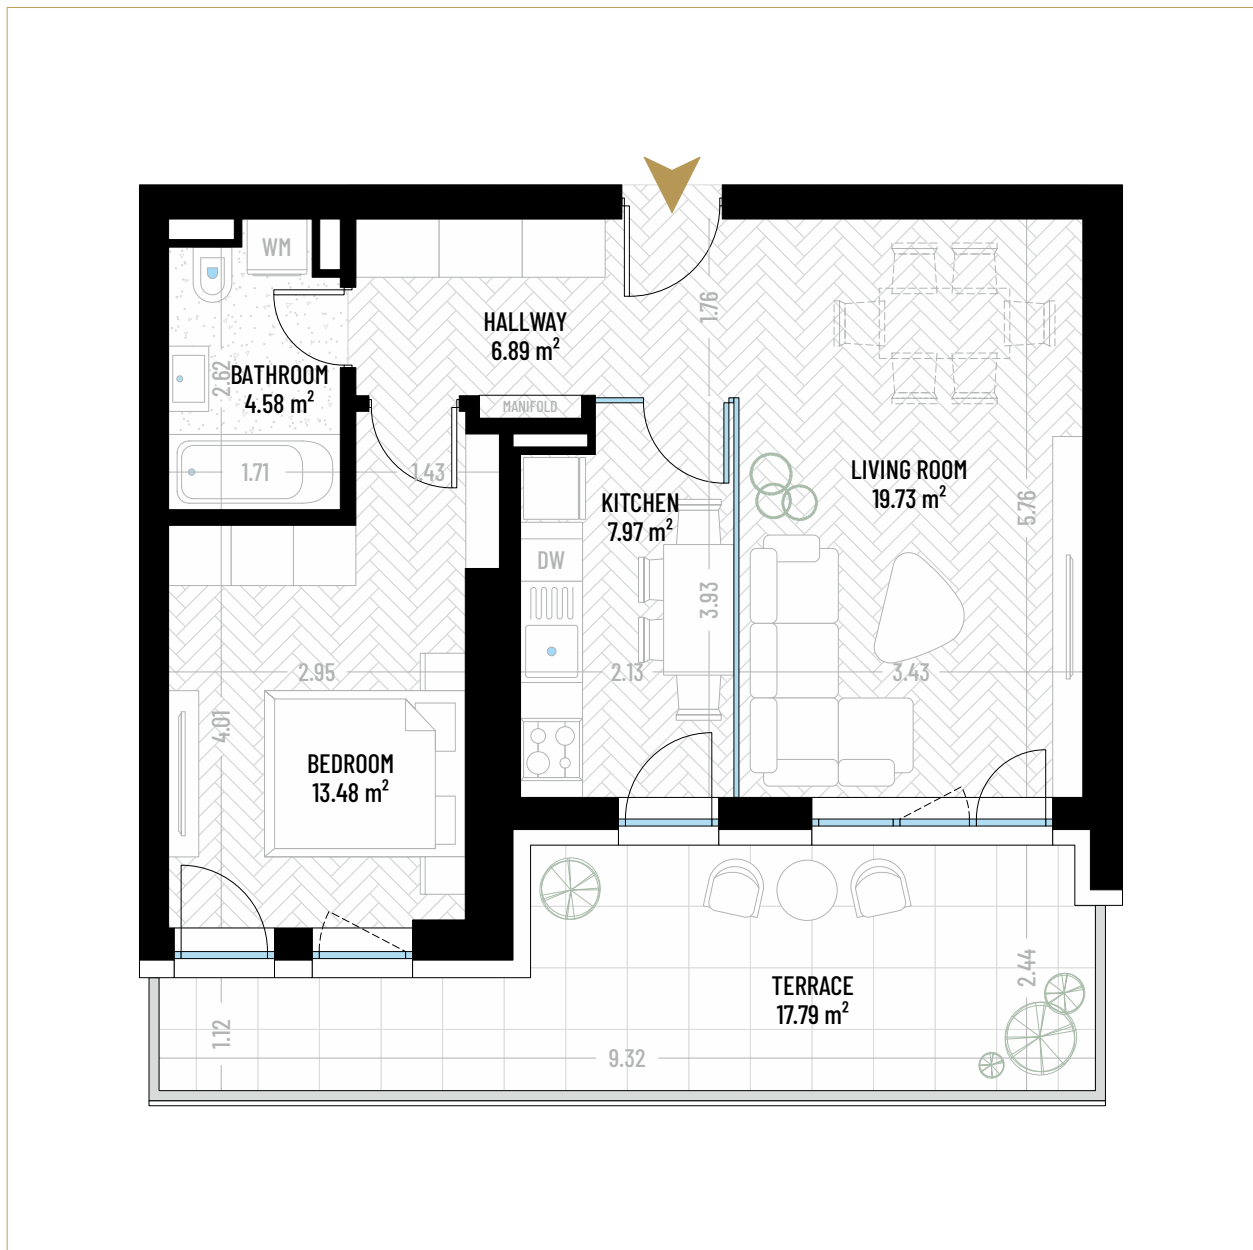 WM
HALLWAY
6.89 m²
1.76
BATHROOM
4.58 m²
2.62
MANIFOLD
1.71
1.43
KITCHEN
7.97 m²
LIVING ROOM
19.73 m²
5.76
DW
3.93
2.95
2.13
3.43
4.01
BEDROOM
13.48 m²
TERRACE
17.79 m²
2.44
1.12
9.32